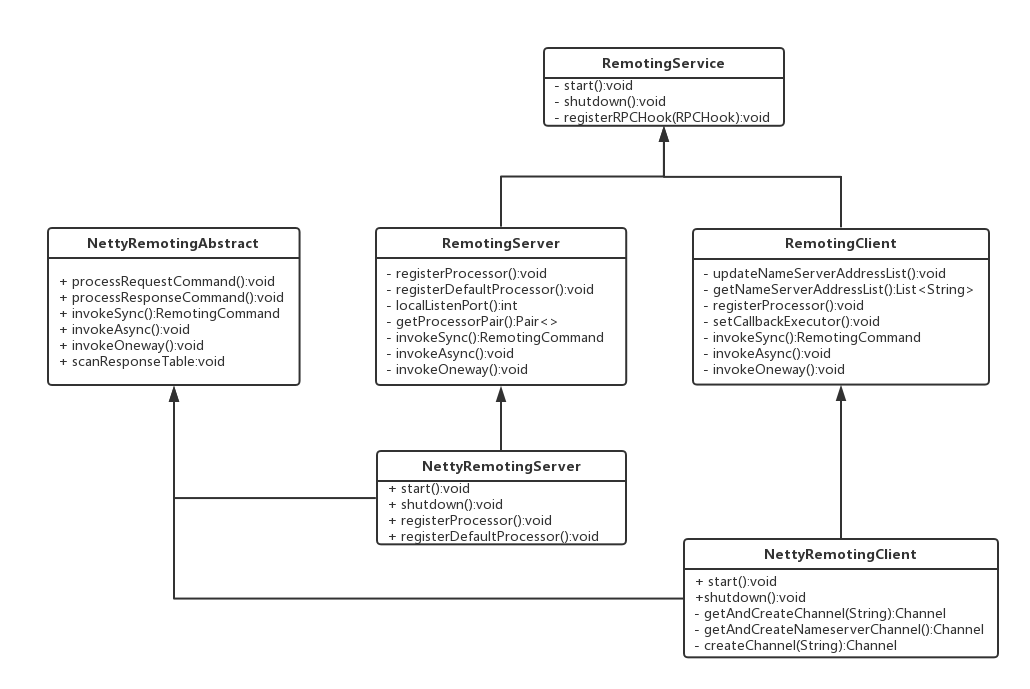 RemotingService
- start():void
- shutdown():void
- registerRPCHook(RPCHook):void
NettyRemotingAbstract
+ processRequestCommand():void
+ processResponseCommand():void
+ invokeSync():RemotingCommand
+ invokeAsync():void
+ invokeOneway():void
+ scanResponseTable:void
RemotingServer
- registerProcessor():void
- registerDefaultProcessor():void
- localListenPort():int
- getProcessorPair():Pair<>
- invokeSync():RemotingCommand
- invokeAsync():void
- invokeOneway():void
RemotingClient
- updateNameServerAddressList():void
- getNameServerAddressList():List<String>
- registerProcessor():void
- setCallbackExecutor():void
- invokeSync():RemotingCommand
- invokeAsync():void
- invokeOneway():void
NettyRemotingServer
+ start():void
+ shutdown():void
+ registerProcessor():void
+ registerDefaultProcessor():void
NettyRemotingClient
+ start():void
+shutdown():void
- getAndCreateChannel(String):Channel
- getAndCreateNameserverChannel():Channel
- createChannel(String):Channel